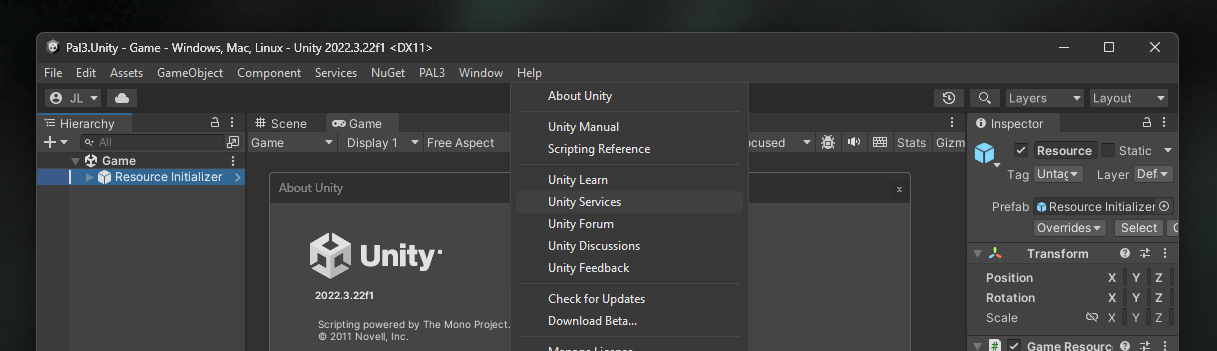 Pal3.Unity - Game - Windows, Mac, Linux - Unity 2022.3.22f1 <DX11>
File Edit Assets GameObject Component Services NuGet PAL3 Window Help
JL Layers Layout
Hierarchy
All
Game
Resource Initializer
Scene Game
Game Display 1 Free Aspect Stats
About Unity x
Unity
2022.3.22f1
Scripting powered by The Mono Project.
© 2011 Novell, Inc.
About Unity
Unity Manual
Scripting Reference
Unity Learn
Unity Services
Unity Forum
Unity Discussions
Unity Feedback
Check for Updates
Download Beta...
Manage License
Inspector
Resource Static
Tag Untag Layer Def
Prefab Resource Initializer
Overrides Select
Transform
Position X Y Z
Rotation X Y Z
Scale X Y Z
# Game Resourc